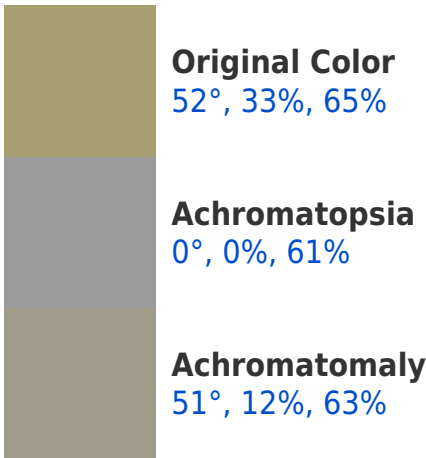 Original Color
52°, 33%, 65%
Achromatopsia
0°, 0%, 61%
Achromatomaly
51°, 12%, 63%